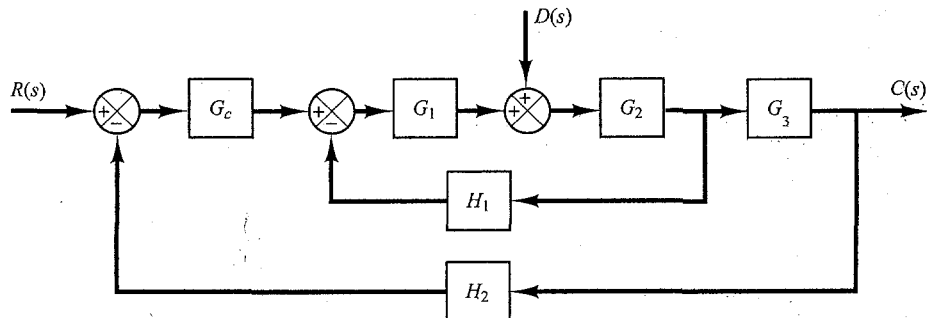 D(s)
R(s)
C(s)
+
−
G_c
+
−
G_1
+
+
G_2
G_3
H_1
H_2